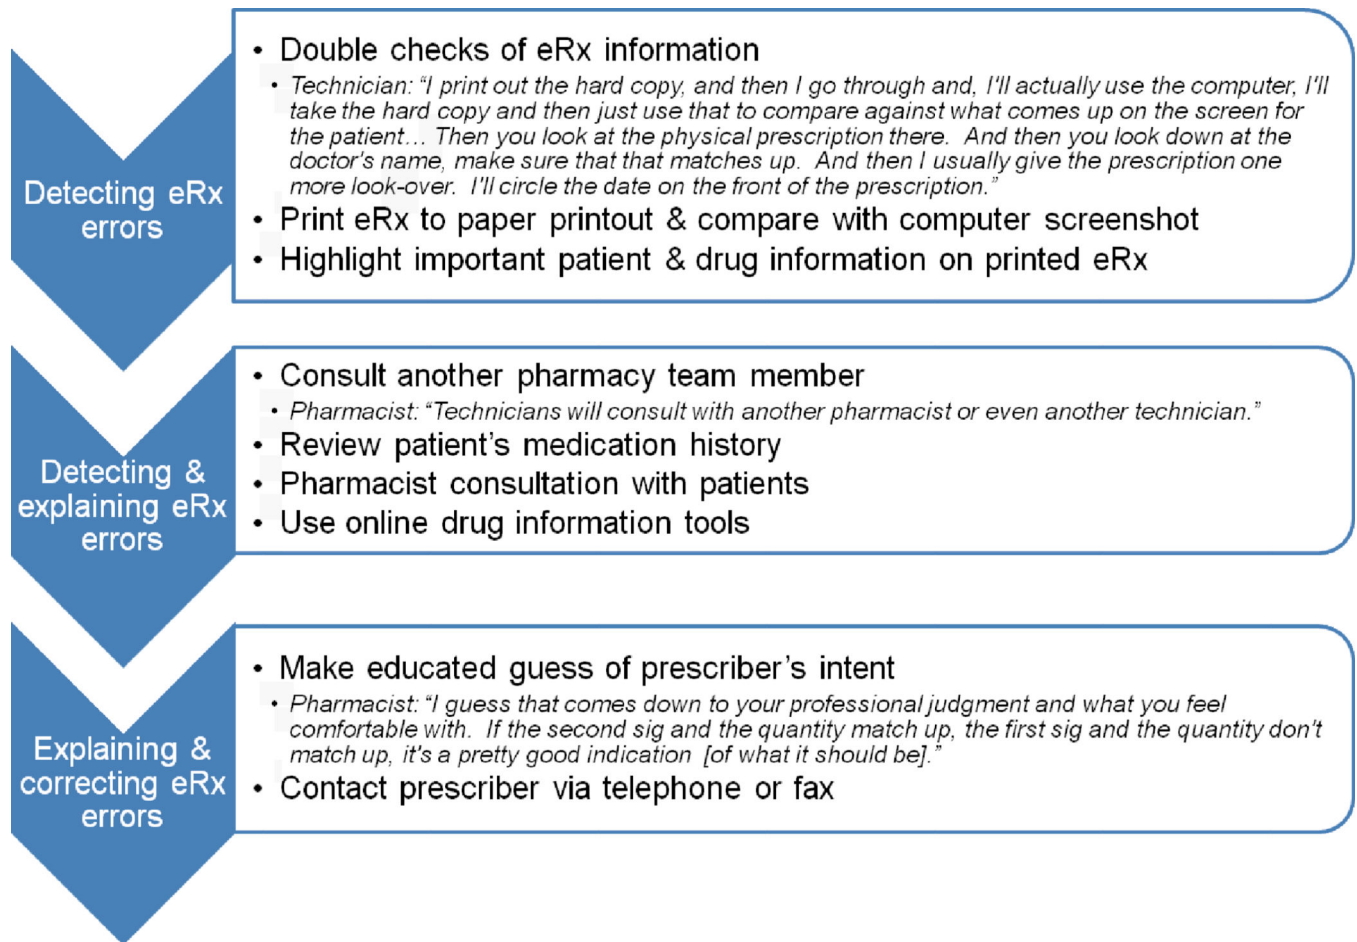 Detecting eRx
errors
• Double checks of eRx information
• Technician: “I print out the hard copy, and then I go through and, I'll actually use the computer, I'll
take the hard copy and then just use that to compare against what comes up on the screen for
the patient… Then you look at the physical prescription there. And then you look down at the
doctor's name, make sure that that matches up. And then I usually give the prescription one
more look-over. I'll circle the date on the front of the prescription.”
• Print eRx to paper printout & compare with computer screenshot
• Highlight important patient & drug information on printed eRx
Detecting &
explaining eRx
errors
• Consult another pharmacy team member
• Pharmacist: “Technicians will consult with another pharmacist or even another technician.”
• Review patient’s medication history
• Pharmacist consultation with patients
• Use online drug information tools
Explaining &
correcting eRx
errors
• Make educated guess of prescriber’s intent
• Pharmacist: “I guess that comes down to your professional judgment and what you feel
comfortable with. If the second sig and the quantity match up, the first sig and the quantity don't
match up, it's a pretty good indication [of what it should be].”
• Contact prescriber via telephone or fax